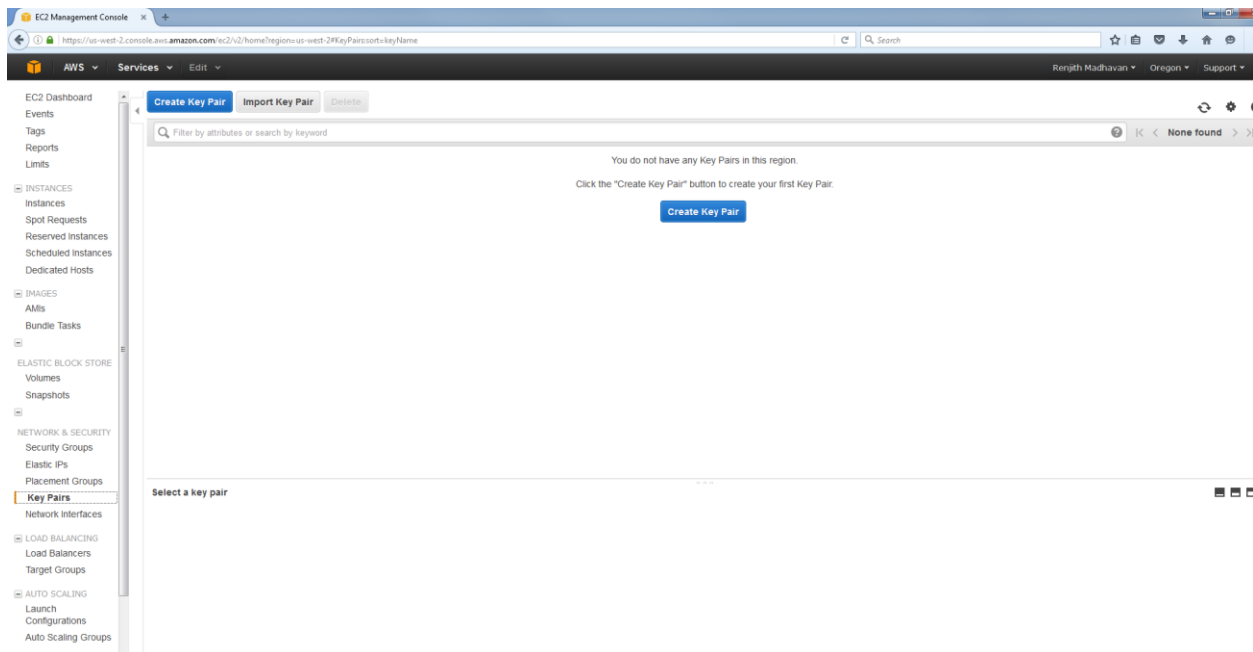 EC2 Management Console
https://us-west-2.console.aws.amazon.com/ec2/v2/home?region=us-west-2#KeyPairs:sort=keyName
Search
AWS Services Edit Renjith Madhavan Oregon Support
EC2 Dashboard
Events
Tags
Reports
Limits
INSTANCES
Instances
Spot Requests
Reserved Instances
Scheduled Instances
Dedicated Hosts
IMAGES
AMIs
Bundle Tasks
ELASTIC BLOCK STORE
Volumes
Snapshots
NETWORK & SECURITY
Security Groups
Elastic IPs
Placement Groups
Key Pairs
Network Interfaces
LOAD BALANCING
Load Balancers
Target Groups
AUTO SCALING
Launch
Configurations
Auto Scaling Groups
Create Key Pair Import Key Pair Delete
Filter by attributes or search by keyword None found
You do not have any Key Pairs in this region.
Click the "Create Key Pair" button to create your first Key Pair.
Create Key Pair
Select a key pair